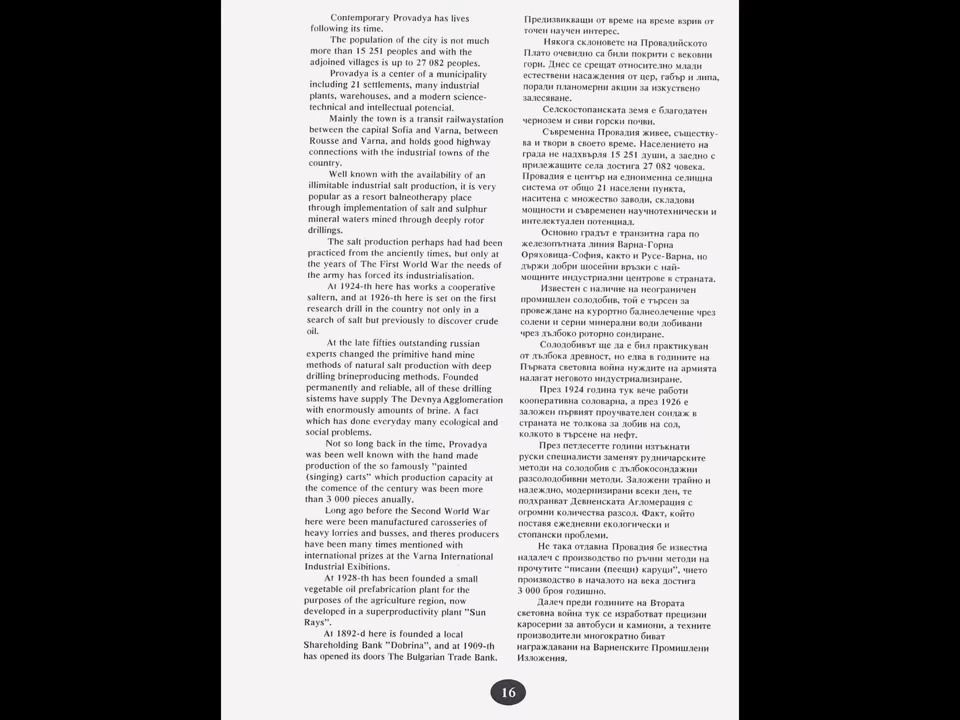 Contemporary Provadya has lives
following its time.
The population of the city is not much
more than 15 251 peoples and with the
adjoined villages is up to 27 082 peoples.
Provadya is a center of a municipality
including 21 settlements, many industrial
plants, warehouses, and a modern science-
technical and intellectual potencial.
Mainly the town is a transit railwaystation
between the capital Sofia and Varna, between
Rousse and Varna, and holds good highway
connections with the industrial towns of the
country.
Well known with the availability of an
illimitable industrial salt production, it is very
popular as a resort balneotherapy place
through implementation of salt and sulphur
mineral waters mined through deeply rotor
drillings.
The salt production perhaps had had been
practiced from the anciently times, but only at
the years of The First World War the needs of
the army has forced its industrialisation.
At 1924-th here has works a cooperative
saltern, and at 1926-th here is set on the first
research drill in the country not only in a
search of salt but previously to discover crude
oil.
At the late fifties outstanding russian
experts changed the primitive hand mine
methods of natural salt production with deep
drilling brineproducing methods. Founded
permanently and reliable, all of these drilling
sistems have supply The Devnya Agglomeration
with enormously amounts of brine. A fact
which has done everyday many ecological and
social problems.
Not so long back in the time, Provadya
was been well known with the hand made
production of the so famously "painted
(singing) carts" which production capacity at
the comence of the century was been more
than 3 000 pieces anually.
Long ago before the Second World War
here were been manufactured carosseries of
heavy lorries and busses, and theres producers
have been many times mentioned with
international prizes at the Varna International
Industrial Exibitions.
At 1928-th has been founded a small
vegetable oil prefabrication plant for the
purposes of the agriculture region, now
developed in a superproductivity plant "Sun
Rays".
At 1892-d here is founded a local
Shareholding Bank "Dobrina", and at 1909-th
has opened its doors The Bulgarian Trade Bank.
Предизвикващи от време на време взрив от
точен научен интерес.
Някога склоновете на Провадийското
Плато очевидно са били покрити с вековни
гори. Днес се срещат относително млади
естествени насаждения от цер, габър и липа,
поради планомерни акции за изкуствено
залесяване.
Селскостопанската земя е благодатен
чернозем и сиви горски почви.
Съвременна Провадия живее, съществу-
ва и твори в своето време. Населението на
града не надхвърля 15 251 души, а заедно с
прилежащите села достига 27 082 човека.
Провадия е център на едноименна селищна
система от общо 21 населени пункта,
наситена с множество заводи, складови
мощности и съвременен научнотехнически и
интелектуален потенциал.
Основно градът е транзитна гара по
железопътната линия Варна-Горна
Оряховица-София, както и Русе-Варна, но
държи добри шосейни връзки с най-
мощните индустриални центрове в страната.
Известен с наличие на неограничен
промишлен солодобив, той е търсен за
провеждане на курортно балнеолечение чрез
солени и серни минерални води добивани
чрез дълбоко роторно сондиране.
Солодобивът ще да е бил практикуван
от дълбока древност, но едва в годините на
Първата световна война нуждите на армията
налагат неговото индустриализиране.
През 1924 година тук вече работи
кооперативна соловарна, а през 1926 е
заложен първият проучвателен сондаж в
страната не толкова за добив на сол,
колкото в търсене на нефт.
През петдесетте години изтъкнати
руски специалисти заменят рудничарските
методи на солодобив с дълбокосондажни
разсолодобивни методи. Заложени трайно и
надеждно, модернизирани всеки ден, те
подхранват Девненската Агломерация с
огромни количества разсол. Факт, който
поставя ежедневни екологически и
стопански проблеми.
Не така отдавна Провадия бе известна
надалеч с производство по ръчни методи на
прочутите "писани (пеещи) каруци", чието
производство в началото на века достига
3 000 броя годишно.
Далеч преди годините на Втората
световна война тук се изработват прецизни
каросерии за автобуси и камиони, а техните
производители многократно биват
награждавани на Варненските Промишлени
Изложения.
16